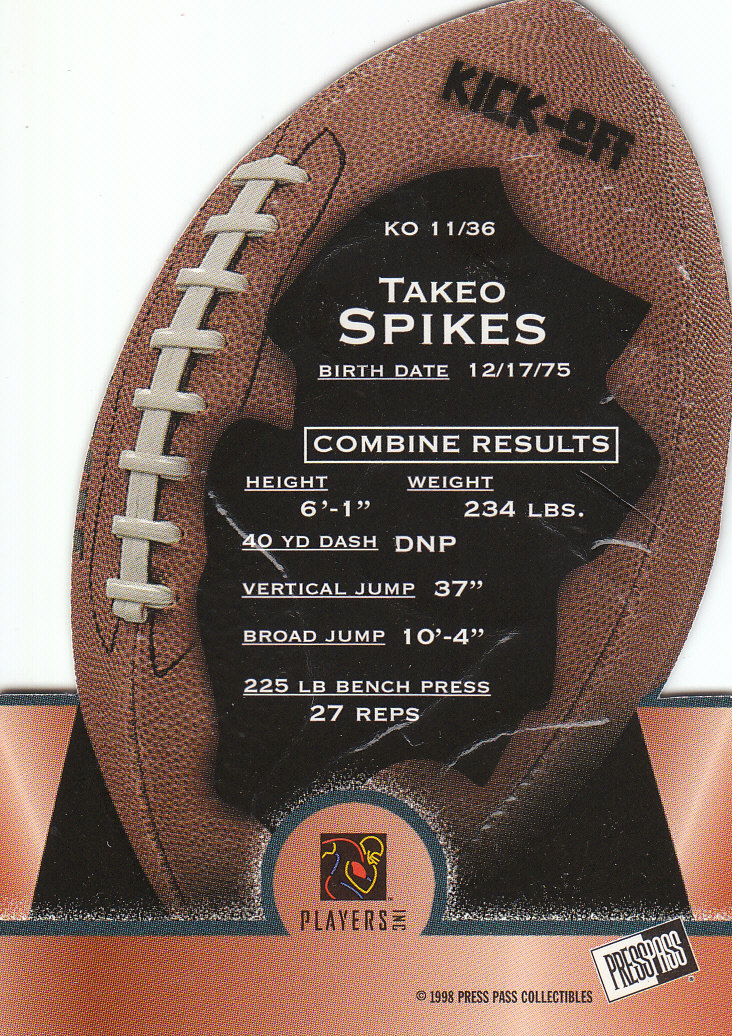 KICK-OFF
KO 11/36
TAKEO
SPIKES
BIRTH DATE 12/17/75
COMBINE RESULTS
HEIGHT WEIGHT
6'-1" 234 LBS.
40 YD DASH DNP
VERTICAL JUMP 37"
BROAD JUMP 10'-4"
225 LB BENCH PRESS
27 REPS
PLAYERS INC
PRESS PASS
© 1998 PRESS PASS COLLECTIBLES